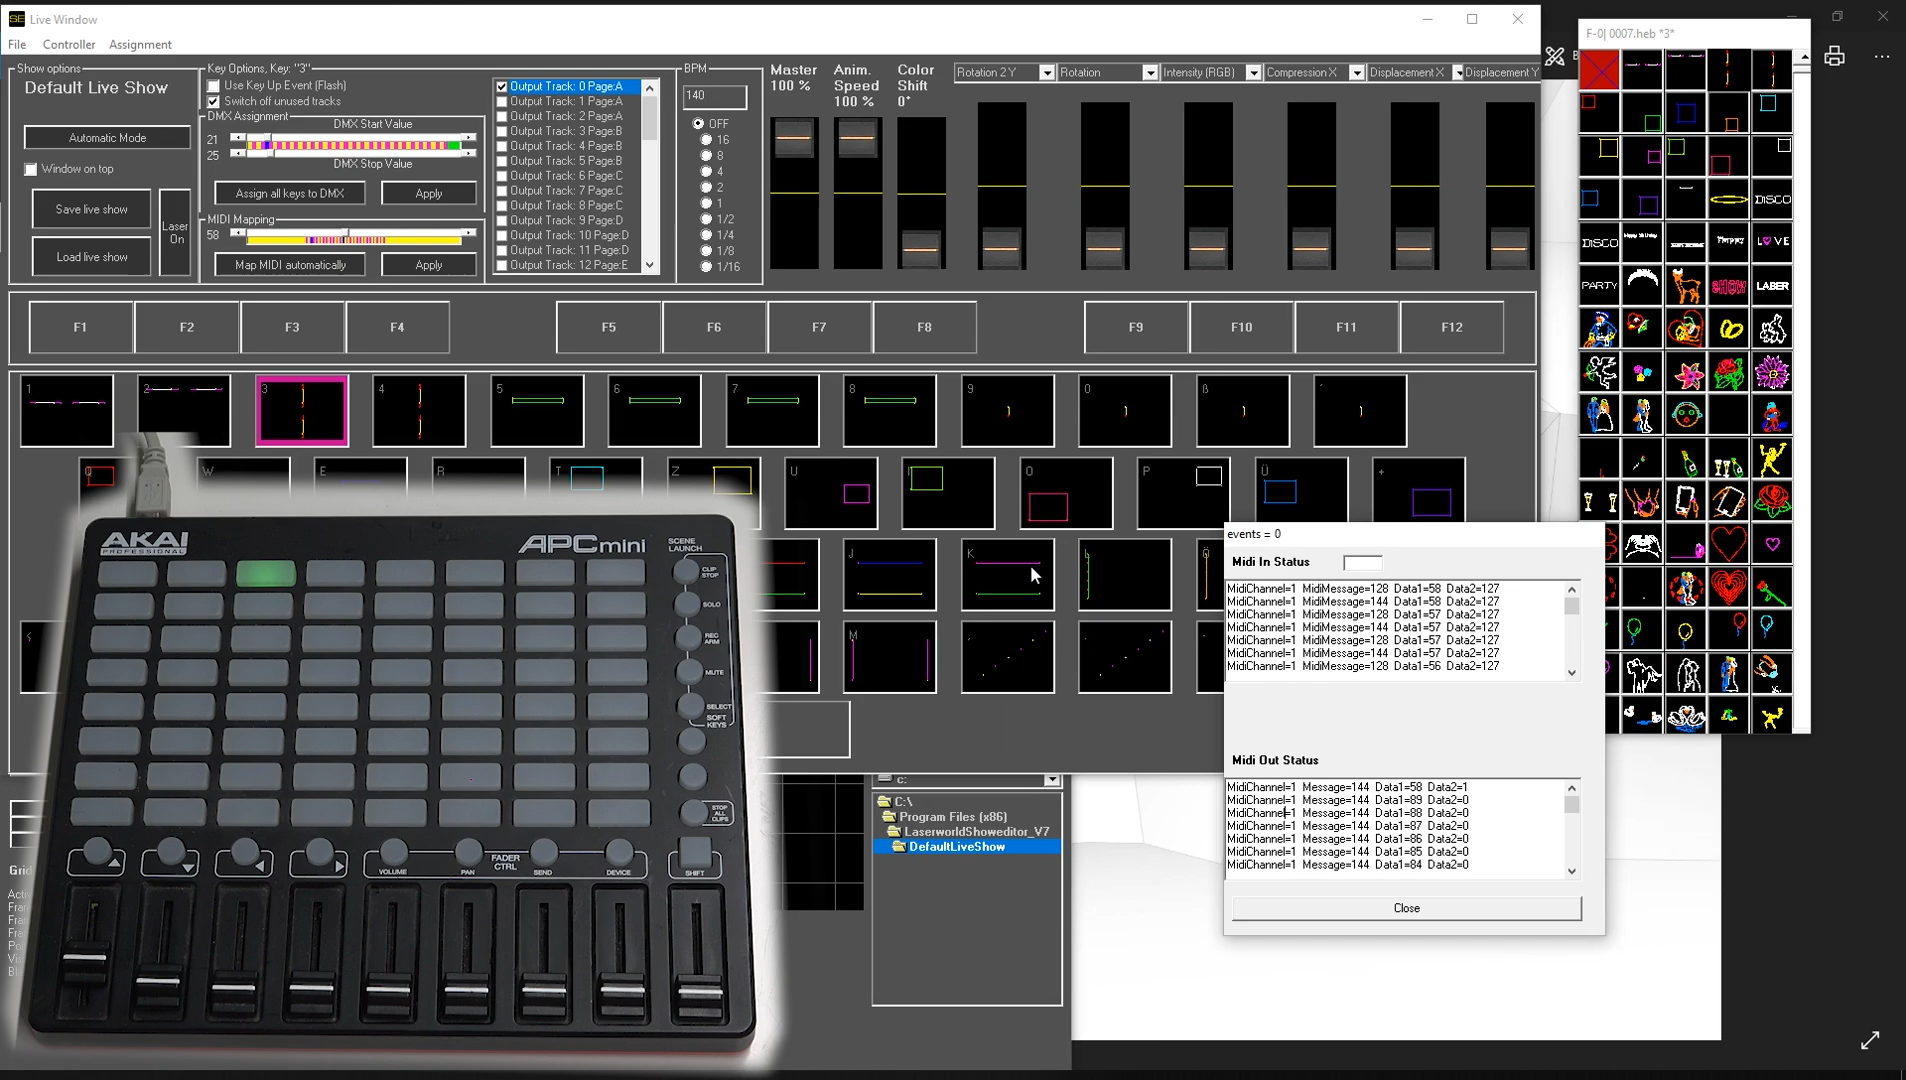 SE Live Window
File Controller Assignment
Show options
Default Live Show
Automatic Mode
Window on top
Save live show
Load live show
Laser
On
Key Options, Key: "3"
Use Key Up Event (Flash)
Switch off unused tracks
DMX Assignment
DMX Start Value
21
25
DMX Stop Value
Assign all keys to DMX
Apply
MIDI Mapping
58
Map MIDI automatically
Apply
Output Track: 0 Page:A
Output Track: 1 Page:A
Output Track: 2 Page:A
Output Track: 3 Page:B
Output Track: 4 Page:B
Output Track: 5 Page:B
Output Track: 6 Page:C
Output Track: 7 Page:C
Output Track: 8 Page:C
Output Track: 9 Page:D
Output Track: 10 Page:D
Output Track: 11 Page:D
Output Track: 12 Page:E
BPM
140
OFF
16
8
4
2
1
1/2
1/4
1/8
1/16
Master
100 %
Anim.
Speed
100 %
Color
Shift
0°
Rotation 2 Y
Rotation
Intensity (RGB)
Compression X
Displacement X
Displacement Y
F1 F2 F3 F4 F5 F6 F7 F8 F9 F10 F11 F12
1 2 3 4 5 6 7 8 9 0 ß ´
Q W E R T Z U I O P Ü +
J K L Ö
< M
F-0| 0007.heb *3*
DISCO
DISCO
Happy
LOVE
PARTY
SHOW
LASER
events = 0
Midi In Status
MidiChannel=1 MidiMessage=128 Data1=58 Data2=127
MidiChannel=1 MidiMessage=144 Data1=58 Data2=127
MidiChannel=1 MidiMessage=128 Data1=57 Data2=127
MidiChannel=1 MidiMessage=144 Data1=57 Data2=127
MidiChannel=1 MidiMessage=128 Data1=57 Data2=127
MidiChannel=1 MidiMessage=144 Data1=57 Data2=127
MidiChannel=1 MidiMessage=128 Data1=56 Data2=127
Midi Out Status
MidiChannel=1 Message=144 Data1=58 Data2=1
MidiChannel=1 Message=144 Data1=89 Data2=0
MidiChannel=1 Message=144 Data1=88 Data2=0
MidiChannel=1 Message=144 Data1=87 Data2=0
MidiChannel=1 Message=144 Data1=86 Data2=0
MidiChannel=1 Message=144 Data1=85 Data2=0
MidiChannel=1 Message=144 Data1=84 Data2=0
Close
c:
C:\
Program Files (x86)
LaserworldShoweditor_V7
DefaultLiveShow
Grid
AKAI
PROFESSIONAL
APCmini
SCENE
LAUNCH
CLIP
STOP
SOLO
REC
ARM
MUTE
SELECT
SOFT
KEYS
STOP
ALL
CLIPS
VOLUME
PAN
FADER
CTRL
SEND
DEVICE
SHIFT